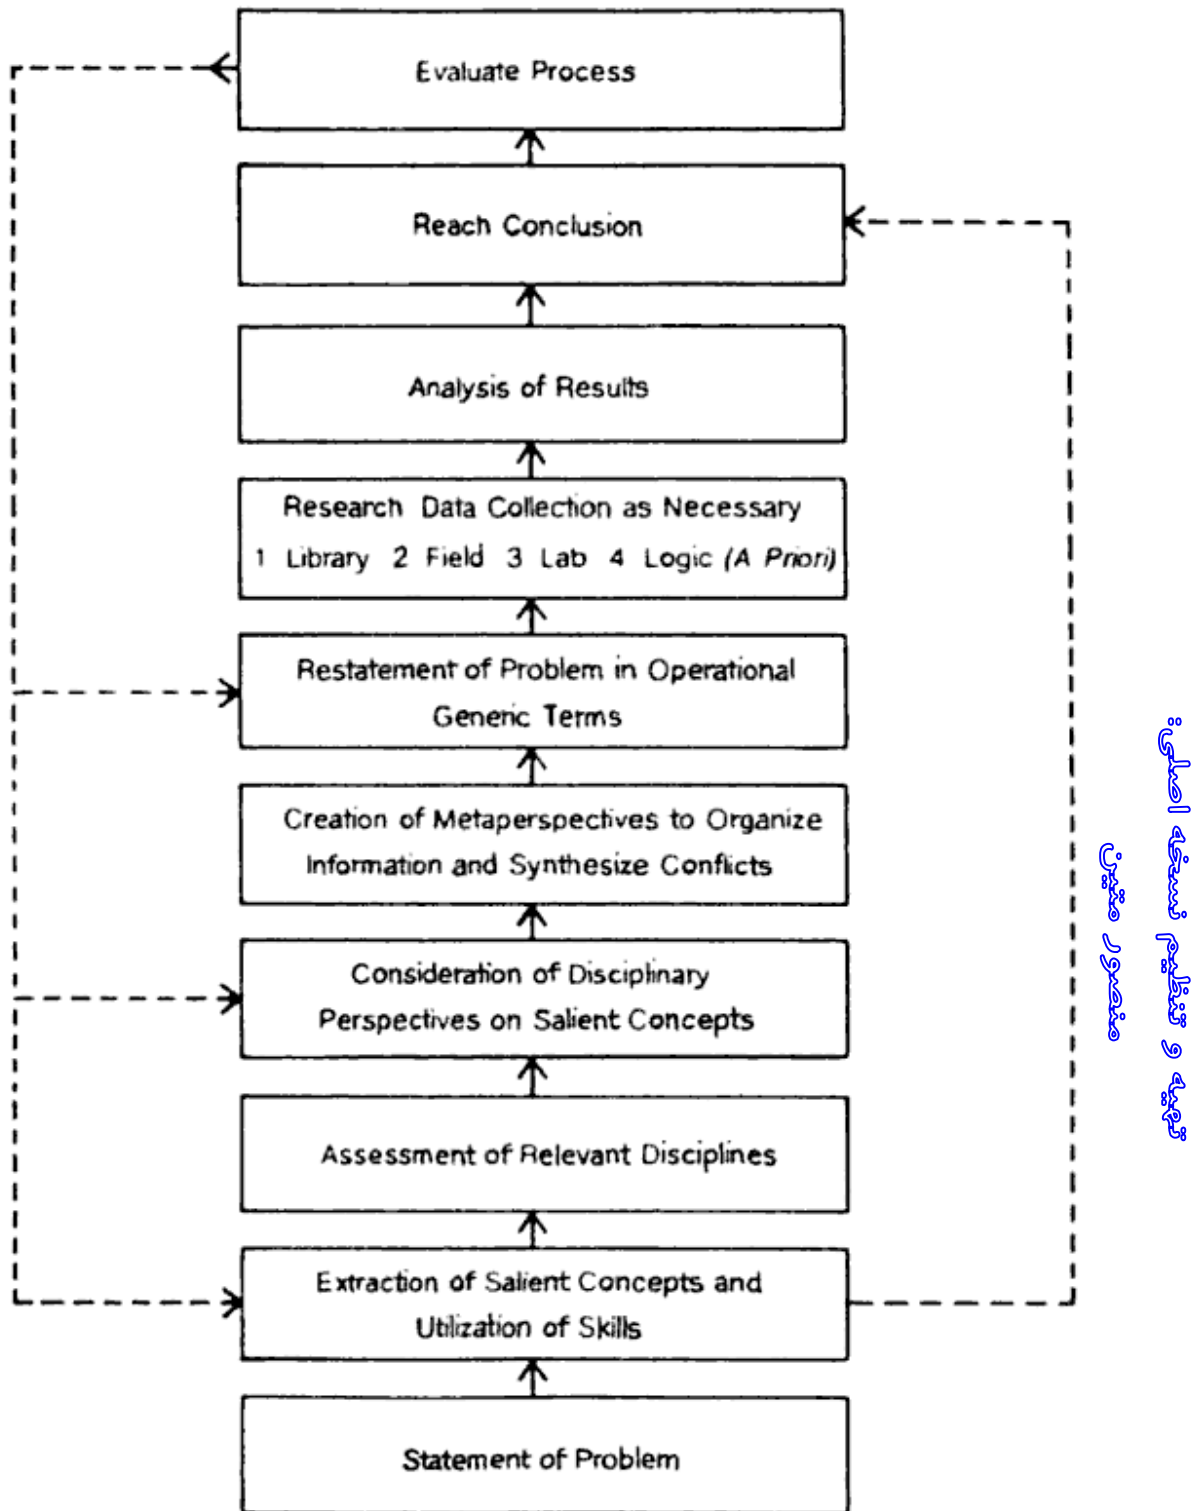 Evaluate Process
Reach Conclusion
Analysis of Results
Research Data Collection as Necessary
1 Library 2 Field 3 Lab 4 Logic (A Priori)
Restatement of Problem in Operational
Generic Terms
Creation of Metaperspectives to Organize
Information and Synthesize Conflicts
Consideration of Disciplinary
Perspectives on Salient Concepts
Assessment of Relevant Disciplines
Extraction of Salient Concepts and
Utilization of Skills
Statement of Problem
تهیه و تنظیم نسخه اصلی:
منصور متین